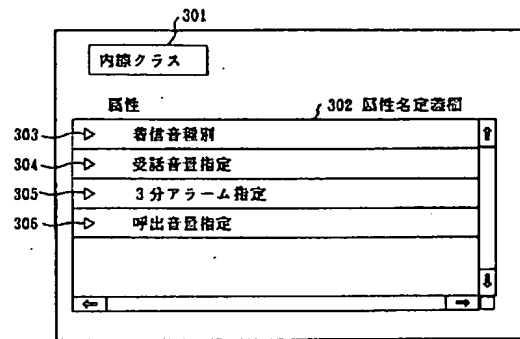 301
内線クラス
属性
302 属性名定義欄
303 着信音種別
304 受話音量指定
305 3分アラーム指定
306 呼出音量指定